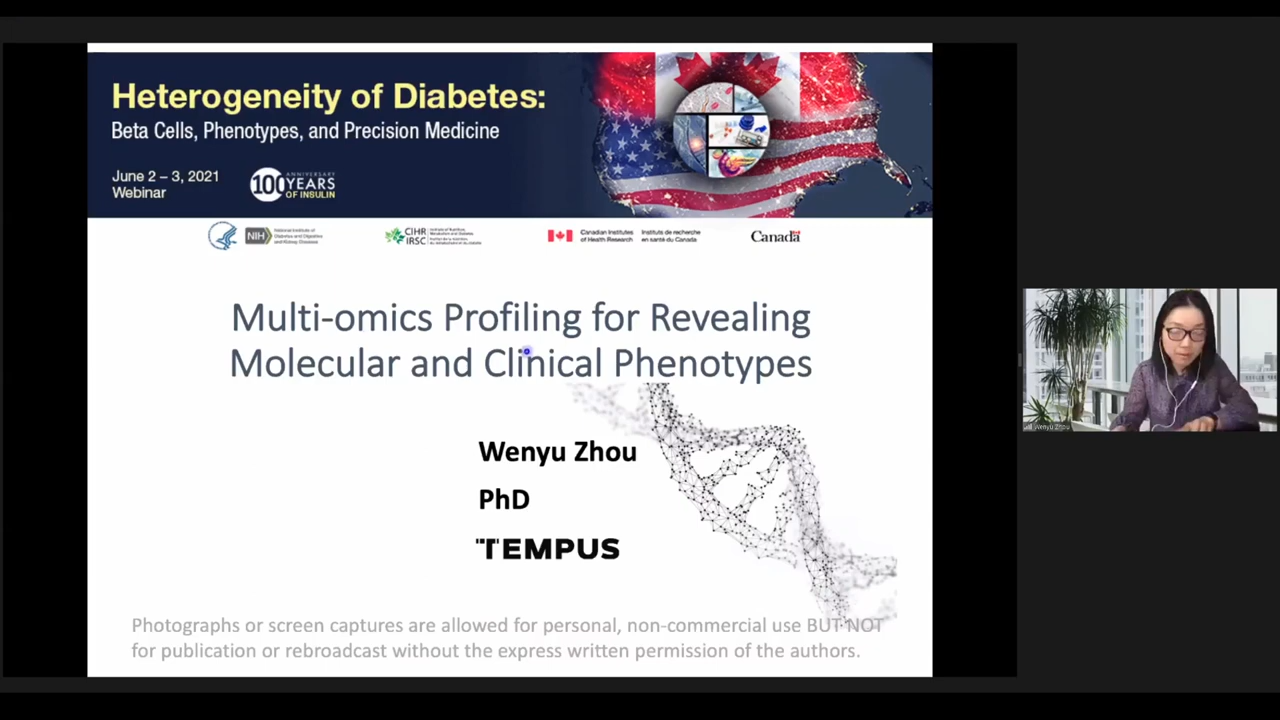 Heterogeneity of Diabetes:
Beta Cells, Phenotypes, and Precision Medicine
June 2 – 3, 2021
Webinar
100 ANNIVERSARY
YEARS
OF INSULIN
NIH
National Institute of
Diabetes and Digestive
and Kidney Diseases
CIHR
IRSC
Canadian Institutes
of Health Research
Instituts de recherche
en santé du Canada
Canada
Multi-omics Profiling for Revealing
Molecular and Clinical Phenotypes
Wenyu Zhou
PhD
TEMPUS
Photographs or screen captures are allowed for personal, non-commercial use BUT NOT
for publication or rebroadcast without the express written permission of the authors.
Wenyu Zhou